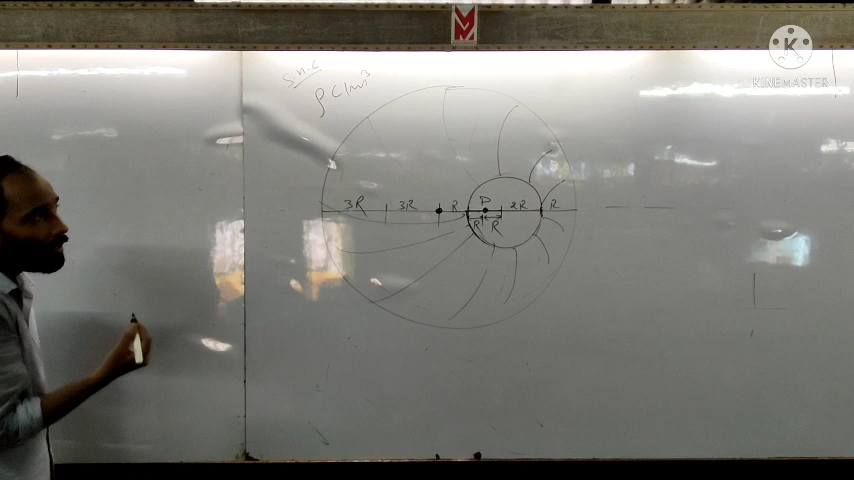 K
KINEMASTER
S.N.C
ρ C/m³
3R 3R R P 2R R
R R